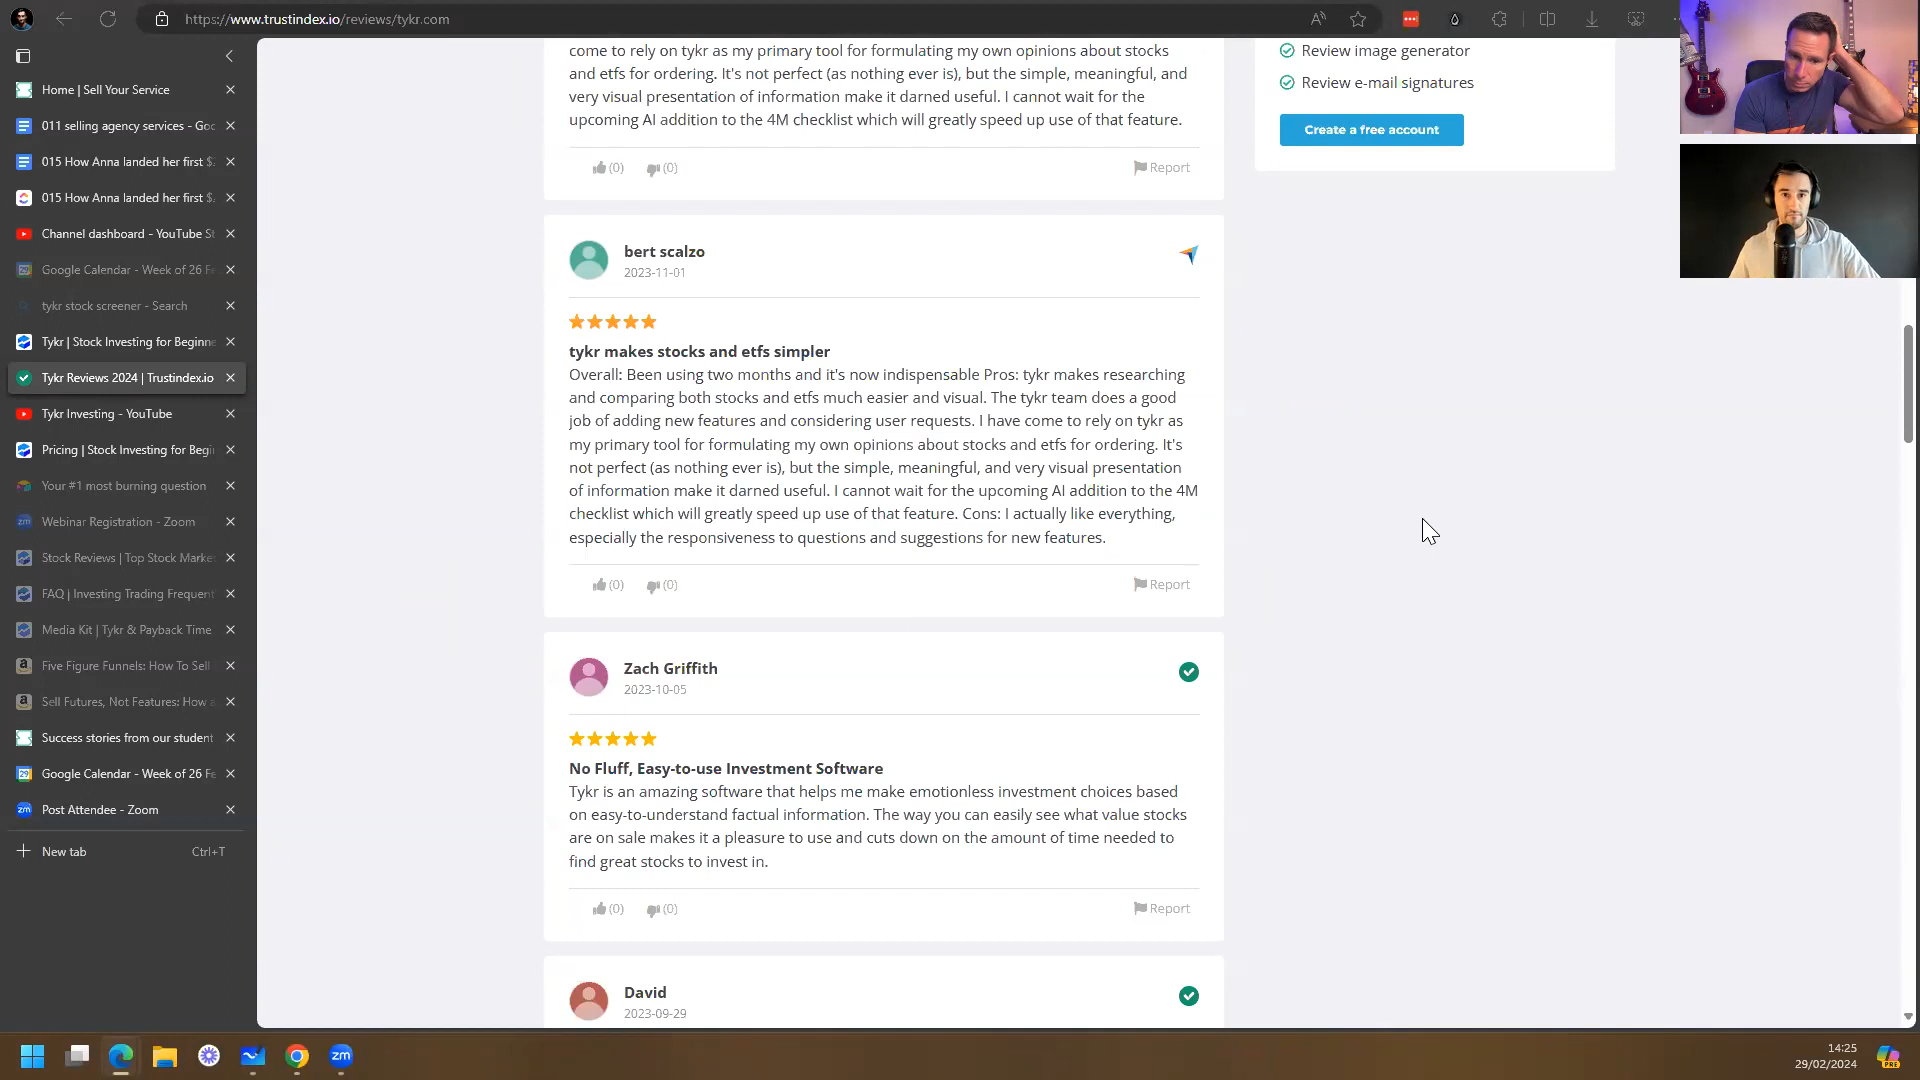 https://www.trustindex.io/reviews/tykr.com
Home | Sell Your Service
011 selling agency services - Goo
015 How Anna landed her first $
015 How Anna landed her first $.
Channel dashboard - YouTube St
Google Calendar - Week of 26 Fe
tykr stock screener - Search
Tykr | Stock Investing for Beginne
Tykr Reviews 2024 | Trustindex.io
Tykr Investing - YouTube
Pricing | Stock Investing for Begi
Your #1 most burning question
Webinar Registration - Zoom
Stock Reviews | Top Stock Marke
FAQ | Investing Trading Frequent
Media Kit | Tykr & Payback Time
Five Figure Funnels: How To Sell
Sell Futures, Not Features: How a
Success stories from our student
Google Calendar - Week of 26 Fe
Post Attendee - Zoom
New tab Ctrl+T
come to rely on tykr as my primary tool for formulating my own opinions about stocks
and etfs for ordering. It's not perfect (as nothing ever is), but the simple, meaningful, and
very visual presentation of information make it darned useful. I cannot wait for the
upcoming AI addition to the 4M checklist which will greatly speed up use of that feature.
(0) (0) Report
bert scalzo
2023-11-01
tykr makes stocks and etfs simpler
Overall: Been using two months and it's now indispensable Pros: tykr makes researching
and comparing both stocks and etfs much easier and visual. The tykr team does a good
job of adding new features and considering user requests. I have come to rely on tykr as
my primary tool for formulating my own opinions about stocks and etfs for ordering. It's
not perfect (as nothing ever is), but the simple, meaningful, and very visual presentation
of information make it darned useful. I cannot wait for the upcoming AI addition to the 4M
checklist which will greatly speed up use of that feature. Cons: I actually like everything,
especially the responsiveness to questions and suggestions for new features.
(0) (0) Report
Zach Griffith
2023-10-05
No Fluff, Easy-to-use Investment Software
Tykr is an amazing software that helps me make emotionless investment choices based
on easy-to-understand factual information. The way you can easily see what value stocks
are on sale makes it a pleasure to use and cuts down on the amount of time needed to
find great stocks to invest in.
(0) (0) Report
David
2023-09-29
Review image generator
Review e-mail signatures
Create a free account
zm
14:25
29/02/2024
PRE